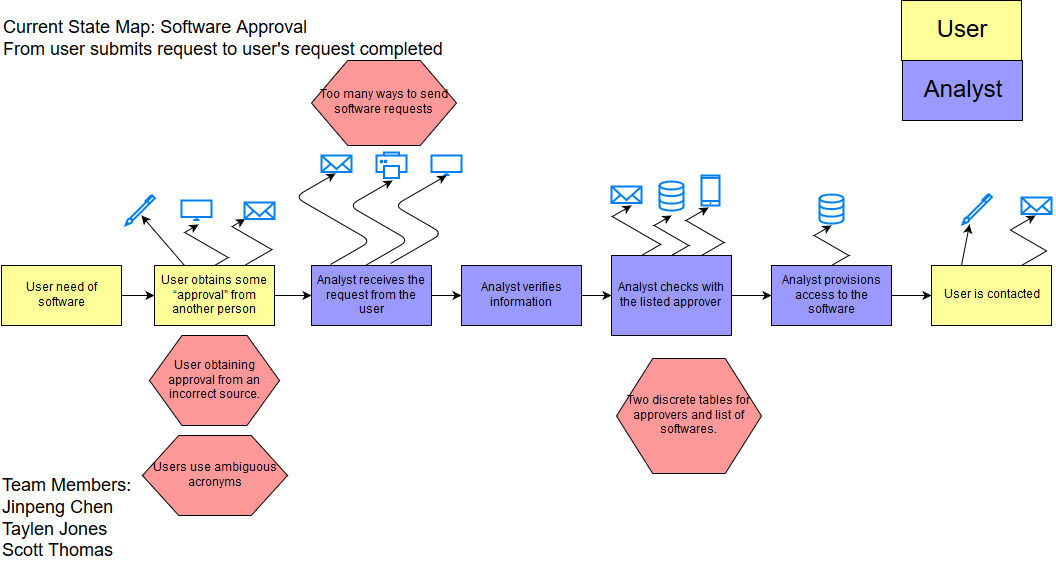 Current State Map: Software Approval
From user submits request to user's request completed
User
Analyst
Too many ways to send
software requests
User need of
software
User obtains some
“approval” from
another person
Analyst receives the
request from the
user
Analyst verifies
information
Analyst checks with
the listed approver
Analyst provisions
access to the
software
User is contacted
User obtaining
approval from an
incorrect source.
Users use ambiguous
acronyms
Two discrete tables for
approvers and list of
softwares.
Team Members:
Jinpeng Chen
Taylen Jones
Scott Thomas